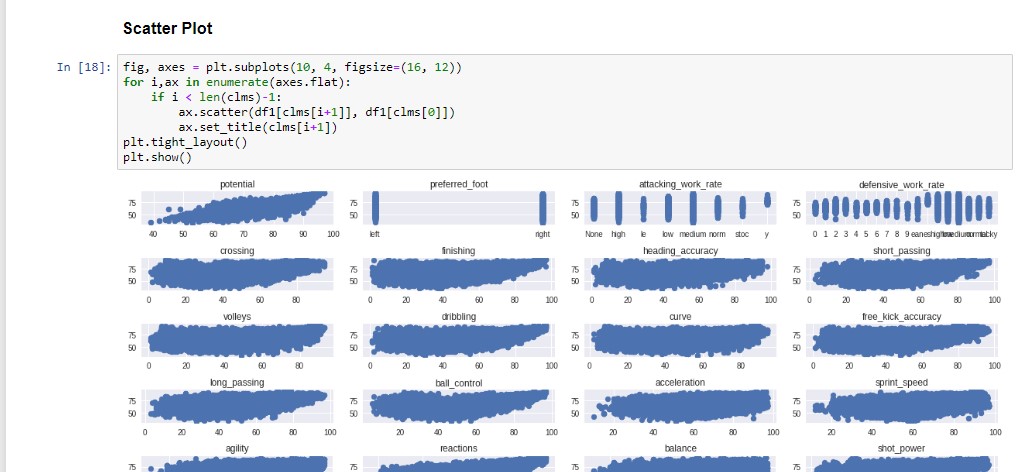 Scatter Plot
In [18]: fig, axes = plt.subplots(10, 4, figsize=(16, 12))
for i,ax in enumerate(axes.flat):
if i < len(clms)-1:
ax.scatter(df1[clms[i+1]], df1[clms[0]])
ax.set_title(clms[i+1])
plt.tight_layout()
plt.show()
potential preferred_foot attacking_work_rate defensive_work_rate
75 75 75 75
50 50 50 50
40 50 60 70 80 90 100 left right None high le low medium norm stoc y 0 1 2 3 4 5 6 7 8 9
crossing finishing heading_accuracy short_passing
75 75 75 75
50 50 50 50
0 20 40 60 80 0 20 40 60 80 100 0 20 40 60 80 100 0 20 40 60 80 100
volleys dribbling curve free_kick_accuracy
75 75 75 75
50 50 50 50
0 20 40 60 80 0 20 40 60 80 100 0 20 40 60 80 0 20 40 60 80 100
long_passing ball_control acceleration sprint_speed
75 75 75 75
50 50 50 50
0 20 40 60 80 100 20 40 60 80 100 20 40 60 80 100 20 40 60 80 100
agility reactions balance shot_power
75 75 75 75